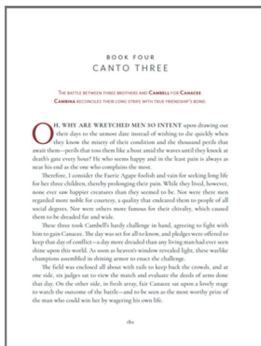 BOOK FOUR
CANTO THREE
THE BATTLE BETWEEN THREE BROTHERS AND CAMBELL FOR CANACEE.
CAMBINA RECONCILES THEIR LONG STRIFE WITH TRUE FRIENDSHIP'S BOND.
OH, WHY ARE WRETCHED MEN SO INTENT upon drawing out
their days to the utmost date instead of wishing to die quickly when
they know the misery of their condition and the thousand perils that
await them—perils that toss them like a boat amid the waves until they knock at
death's gate every hour? He who seems happy and in the least pain is always as
near his end as the one who complains the most.
Therefore, I consider the Faerie Agape foolish and vain for seeking long life
for her three children, thereby prolonging their pain. While they lived, however,
none ever saw happier creatures than they seemed to be. Nor were there men
regarded more noble for courtesy, a quality that endeared them to people of all
social degrees. Nor were others more famous for their chivalry, which caused
them to be dreaded far and wide.
These three took Cambell's hardy challenge in hand, agreeing to fight with
him to gain Canacee. The day was set for all to know, and pledges were offered to
keep that day of conflict—a day more dreaded than any living man had ever seen
shine upon this world. As soon as heaven's window revealed light, these warlike
champions assembled in shining armor to exact the challenge.
The field was enclosed all about with rails to keep back the crowds, and at
one side, six judges sat to view the match and evaluate the deeds of arms done
that day. On the other side, in fresh array, fair Canacee sat upon a lovely stage
to watch the outcome of the battle—and to be seen as the most worthy prize of
the man who could win her by wagering his own life.